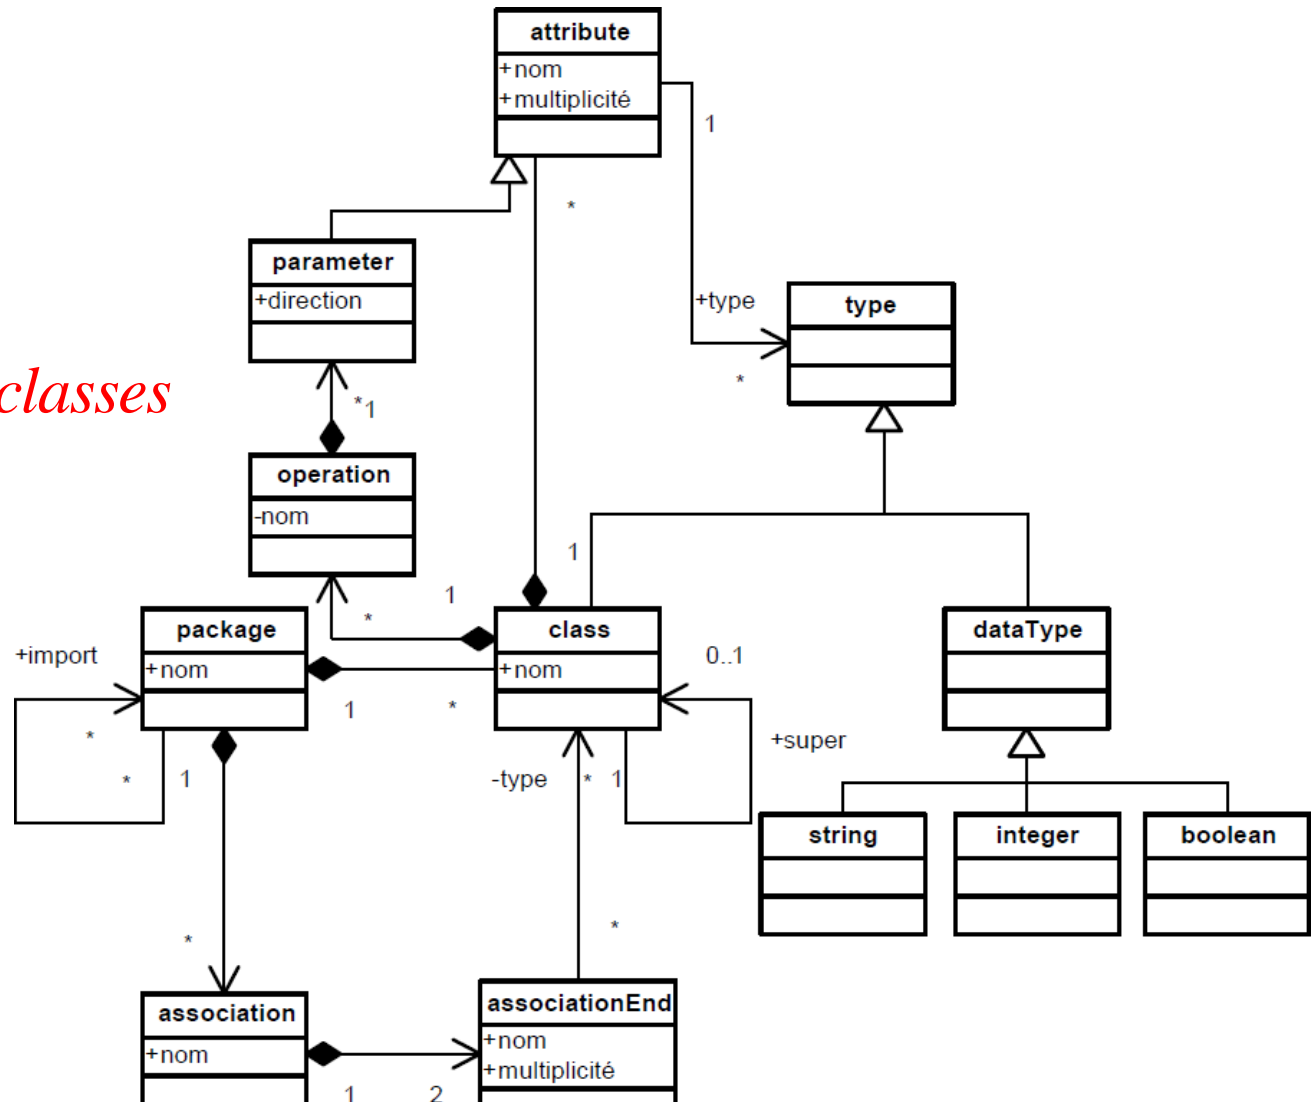 attribute
+nom
+multiplicité
1
*
parameter
+direction
+type
type
*
classes
*
1
operation
-nom
1
1
*
package
+nom
class
+nom
dataType
+import
0..1
1
*
*
*
1
-type
*
1
+super
string
integer
boolean
*
*
association
+nom
associationEnd
+nom
+multiplicité
1
2